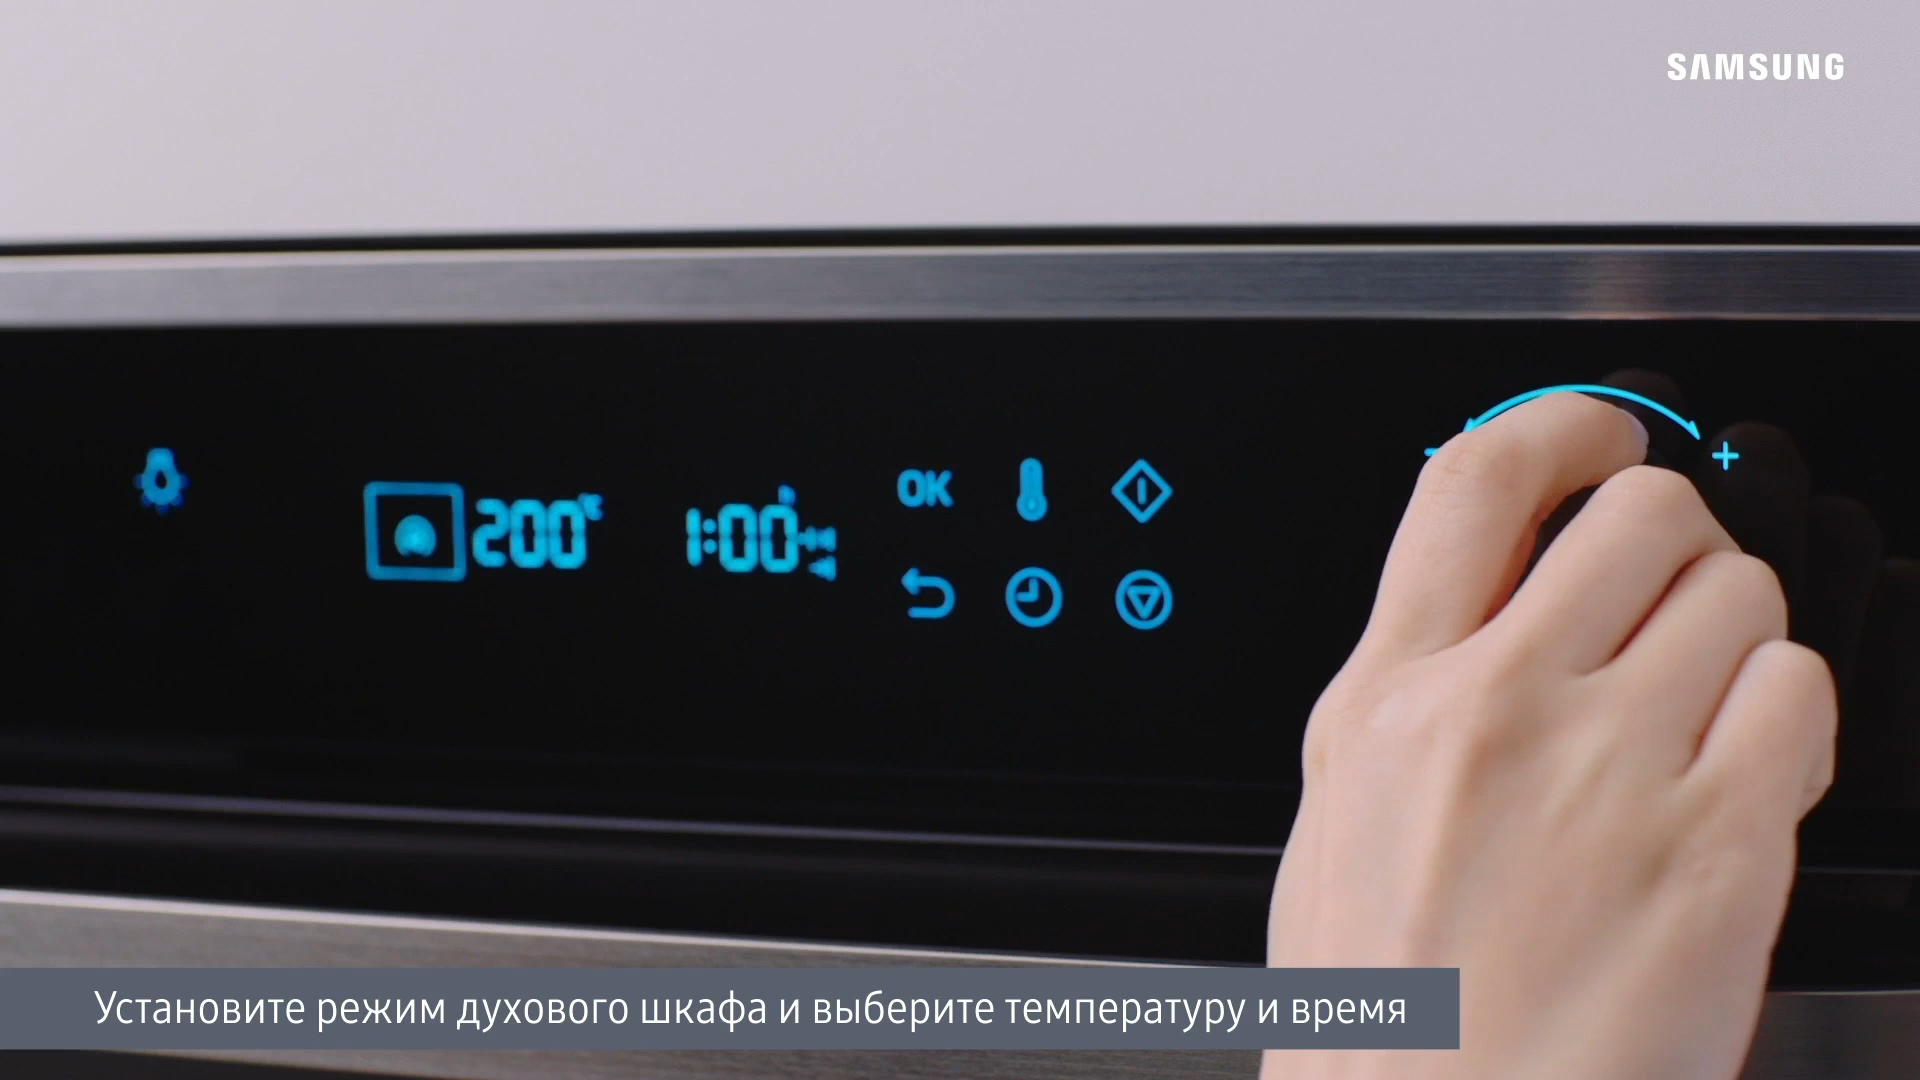 SAMSUNG
200°C
1:00 h
OK
- +
Установите режим духового шкафа и выберите температуру и время